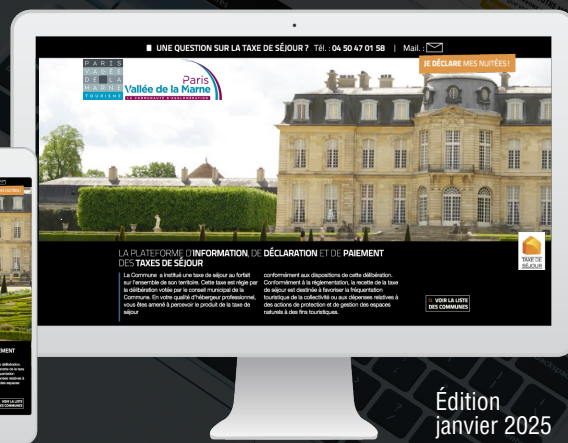 UNE QUESTION SUR LA TAXE DE SÉJOUR ? Tél. : 04 50 47 01 58 | Mail. :
JE DÉCLARE MES NUITÉES !
PARIS
VALLÉE
DE LA
MARNE
TOURISME
Paris
Vallée de la Marne
LA COMMUNAUTÉ D'AGGLOMÉRATION
LA PLATEFORME D'INFORMATION, DE DÉCLARATION ET DE PAIEMENT
DES TAXES DE SÉJOUR
La Commune a institué une taxe de séjour au forfait
sur l'ensemble de son territoire. Cette taxe est régie par
la délibération votée par le conseil municipal de la
Commune. En votre qualité d'hébergeur professionnel,
vous êtes amené à percevoir le produit de la taxe de
séjour
conformément aux dispositions de cette délibération.
Conformément à la réglementation, la recette de la taxe
de séjour est destinée à favoriser la fréquentation
touristique de la collectivité ou aux dépenses relatives à
des actions de protection et de gestion des espaces
naturels à des fins touristiques.
VOIR LA LISTE
DES COMMUNES
TAXE DE
SÉJOUR
Édition
janvier 2025